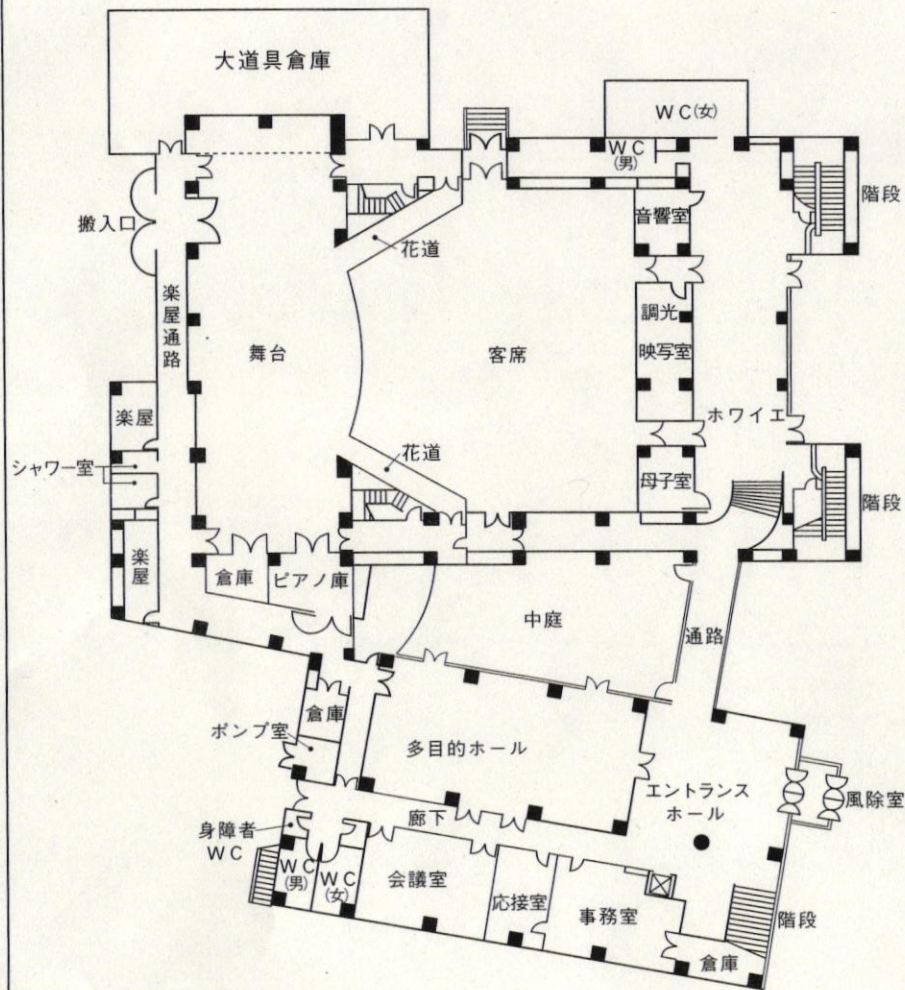 大道具倉庫
WC(女)
WC
(男)
階段
搬入口
音響室
花道
楽屋通路
調光
映写室
舞台
客席
楽屋
ホワイエ
花道
シャワー室
母子室
階段
楽屋
倉庫
ピアノ庫
中庭
通路
倉庫
ポンプ室
多目的ホール
エントランス
ホール
風除室
廊下
身障者
WC
WC
(男)
WC
(女)
会議室
応接室
事務室
階段
倉庫